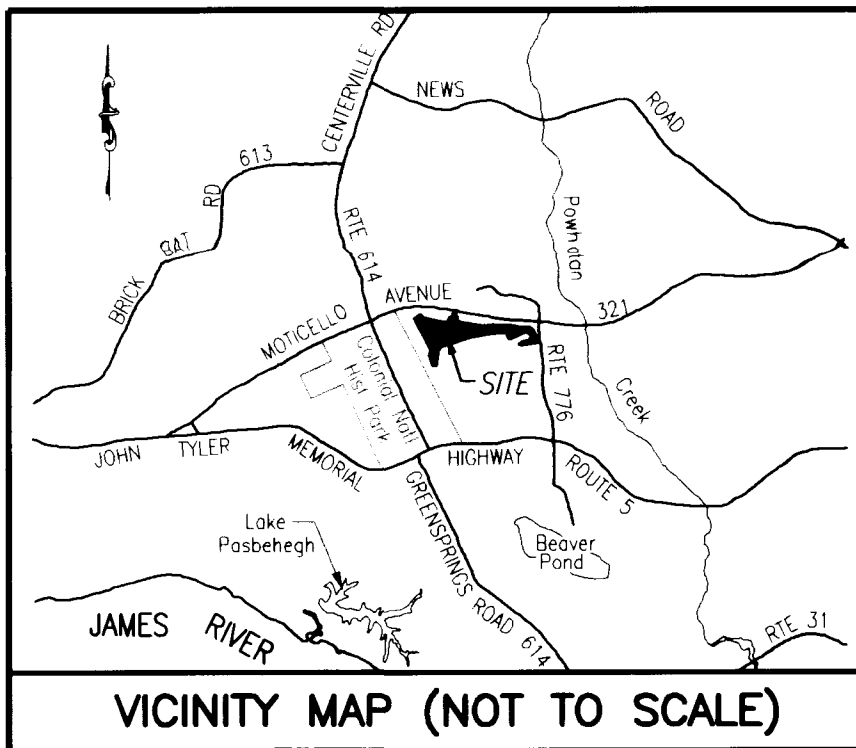 CENTERVILLE RD
NEWS ROAD
613
BRICK BAT RD
RTE 614
Powhatan Creek
MOTICELLO AVENUE
321
Colonial Natl
Hist Park
SITE
RTE 776
JOHN TYLER MEMORIAL HIGHWAY ROUTE 5
GREENSPRINGS ROAD 614
Lake
Pasbehegh
Beaver
Pond
JAMES RIVER
RTE 31
VICINITY MAP (NOT TO SCALE)